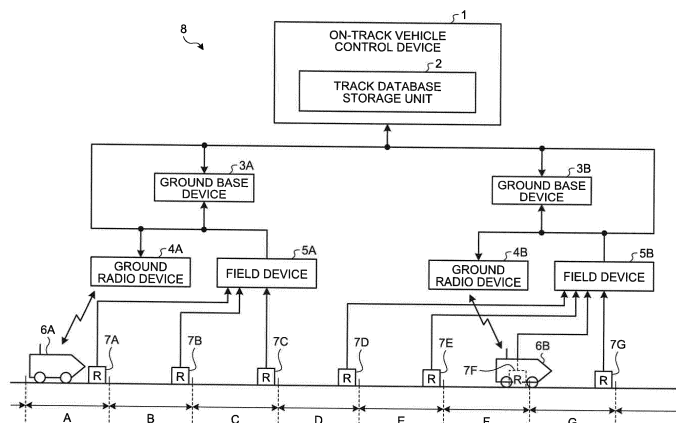 8
1
ON-TRACK VEHICLE
CONTROL DEVICE
2
TRACK DATABASE
STORAGE UNIT
3A
GROUND BASE
DEVICE
3B
GROUND BASE
DEVICE
4A
GROUND
RADIO DEVICE
5A
FIELD DEVICE
4B
GROUND
RADIO DEVICE
5B
FIELD DEVICE
6A
7A
7B
7C
7D
7E
7F
6B
7G
R
R
R
R
R
R
R
A
B
C
D
E
F
G